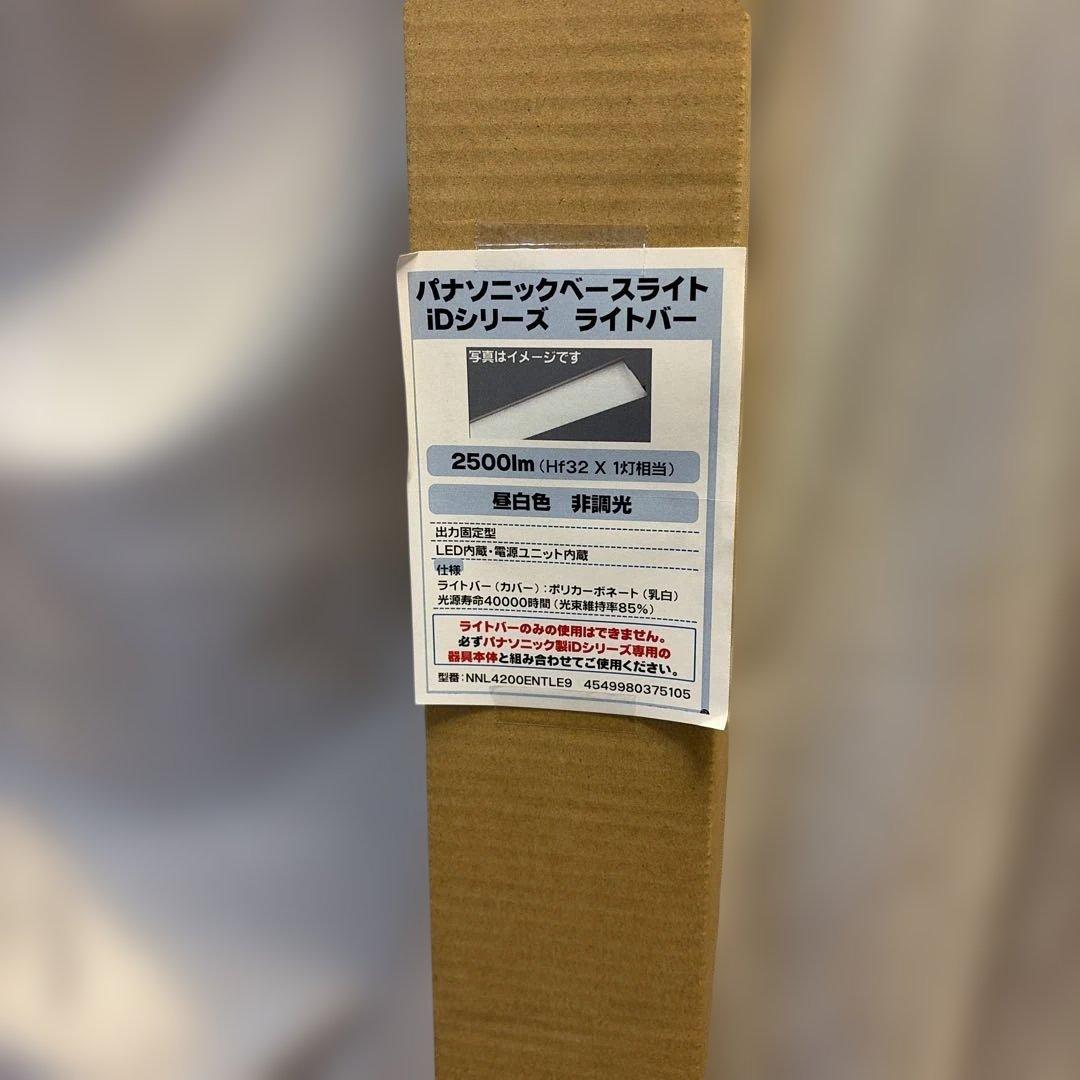 パナソニックベースライト
iDシリーズ ライトバー
写真はイメージです
2500lm（Hf32 X 1灯相当）
昼白色 非調光
出力固定型
LED内蔵・電源ユニット内蔵
仕様
ライトバー（カバー）：ポリカーボネート（乳白）
光源寿命40000時間（光束維持率85%）
ライトバーのみの使用はできません。
必ずパナソニック製iDシリーズ専用の
器具本体と組み合わせてご使用ください。
型番：NNL4200ENTLE9 4549980375105